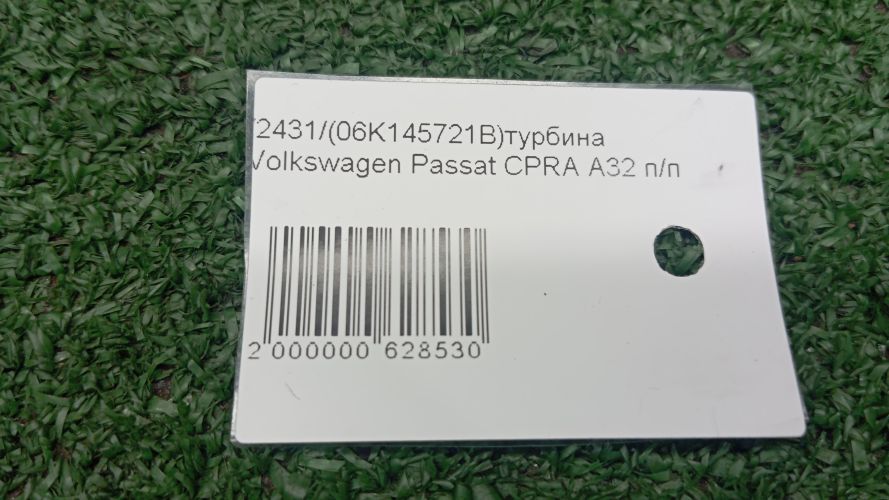 2431/(06K145721B)турбина
Volkswagen Passat CPRA A32 п/п
2 000000 628530